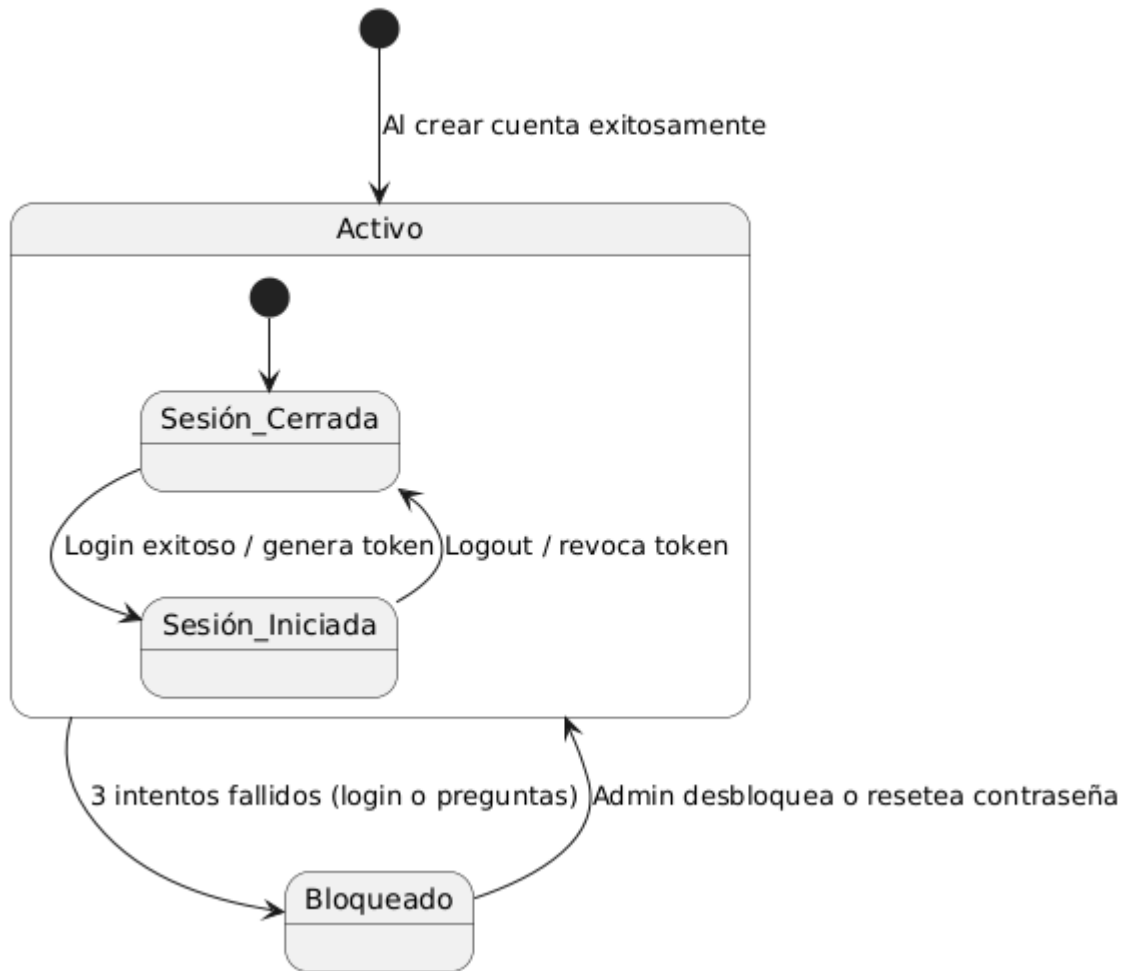 Al crear cuenta exitosamente
Activo
Sesión_Cerrada
Login exitoso / genera token
Logout / revoca token
Sesión_Iniciada
3 intentos fallidos (login o preguntas)
Admin desbloquea o resetea contraseña
Bloqueado